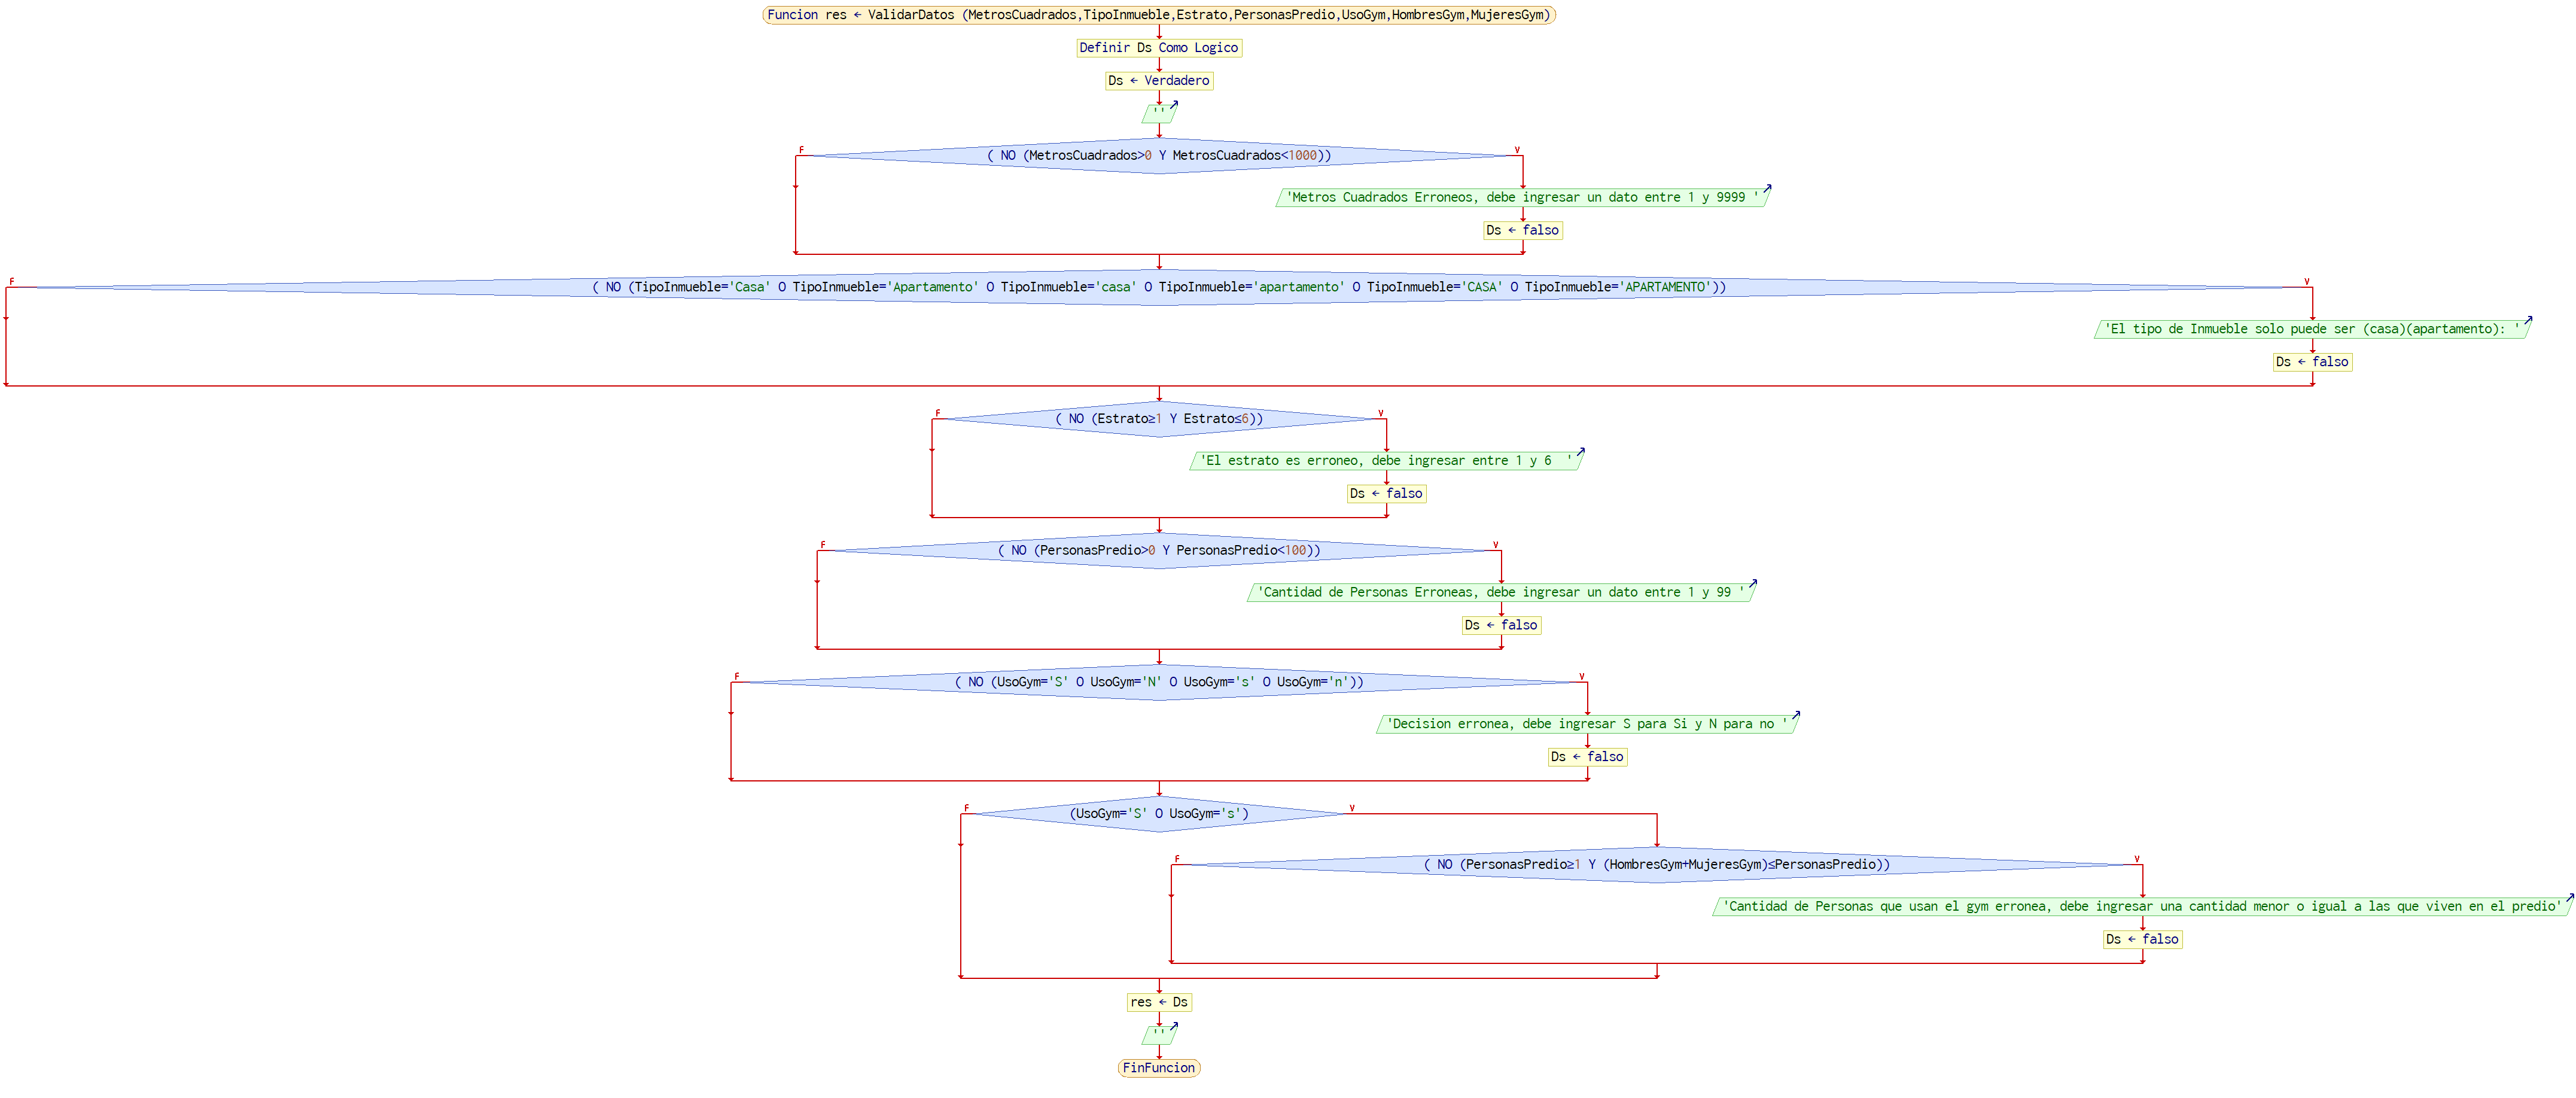 Funcion res ← ValidarDatos (MetrosCuadrados,TipoInmueble,Estrato,PersonasPredio,UsoGym,HombresGym,MujeresGym)
Definir Ds Como Logico
Ds ← Verdadero
''
F
V
( NO (MetrosCuadrados>0 Y MetrosCuadrados<1000))
'Metros Cuadrados Erroneos, debe ingresar un dato entre 1 y 9999 '
Ds ← falso
F
V
( NO (TipoInmueble='Casa' O TipoInmueble='Apartamento' O TipoInmueble='casa' O TipoInmueble='apartamento' O TipoInmueble='CASA' O TipoInmueble='APARTAMENTO'))
'El tipo de Inmueble solo puede ser (casa)(apartamento): '
Ds ← falso
F
V
( NO (Estrato≥1 Y Estrato≤6))
'El estrato es erroneo, debe ingresar entre 1 y 6  '
Ds ← falso
F
V
( NO (PersonasPredio>0 Y PersonasPredio<100))
'Cantidad de Personas Erroneas, debe ingresar un dato entre 1 y 99 '
Ds ← falso
F
V
( NO (UsoGym='S' O UsoGym='N' O UsoGym='s' O UsoGym='n'))
'Decision erronea, debe ingresar S para Si y N para no '
Ds ← falso
F
V
(UsoGym='S' O UsoGym='s')
F
V
( NO (PersonasPredio≥1 Y (HombresGym+MujeresGym)≤PersonasPredio))
'Cantidad de Personas que usan el gym erronea, debe ingresar una cantidad menor o igual a las que viven en el predio'
Ds ← falso
res ← Ds
''
FinFuncion